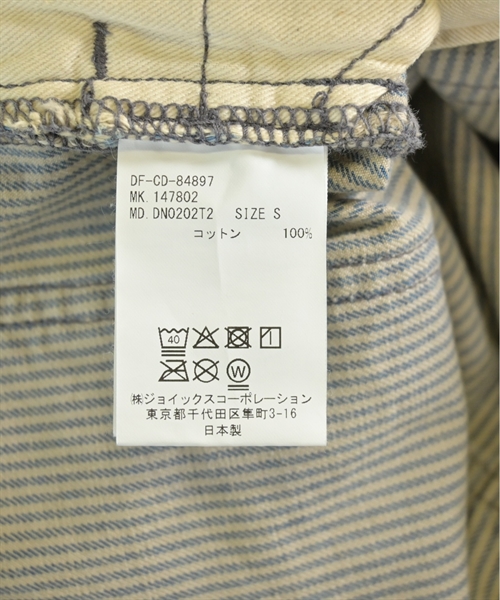 DF-CD-84897
MK. 147802
MD. DN0202T2 SIZE S
コットン 100%
40
W
㈱ジョイックスコーポレーション
東京都千代田区隼町3-16
日本製